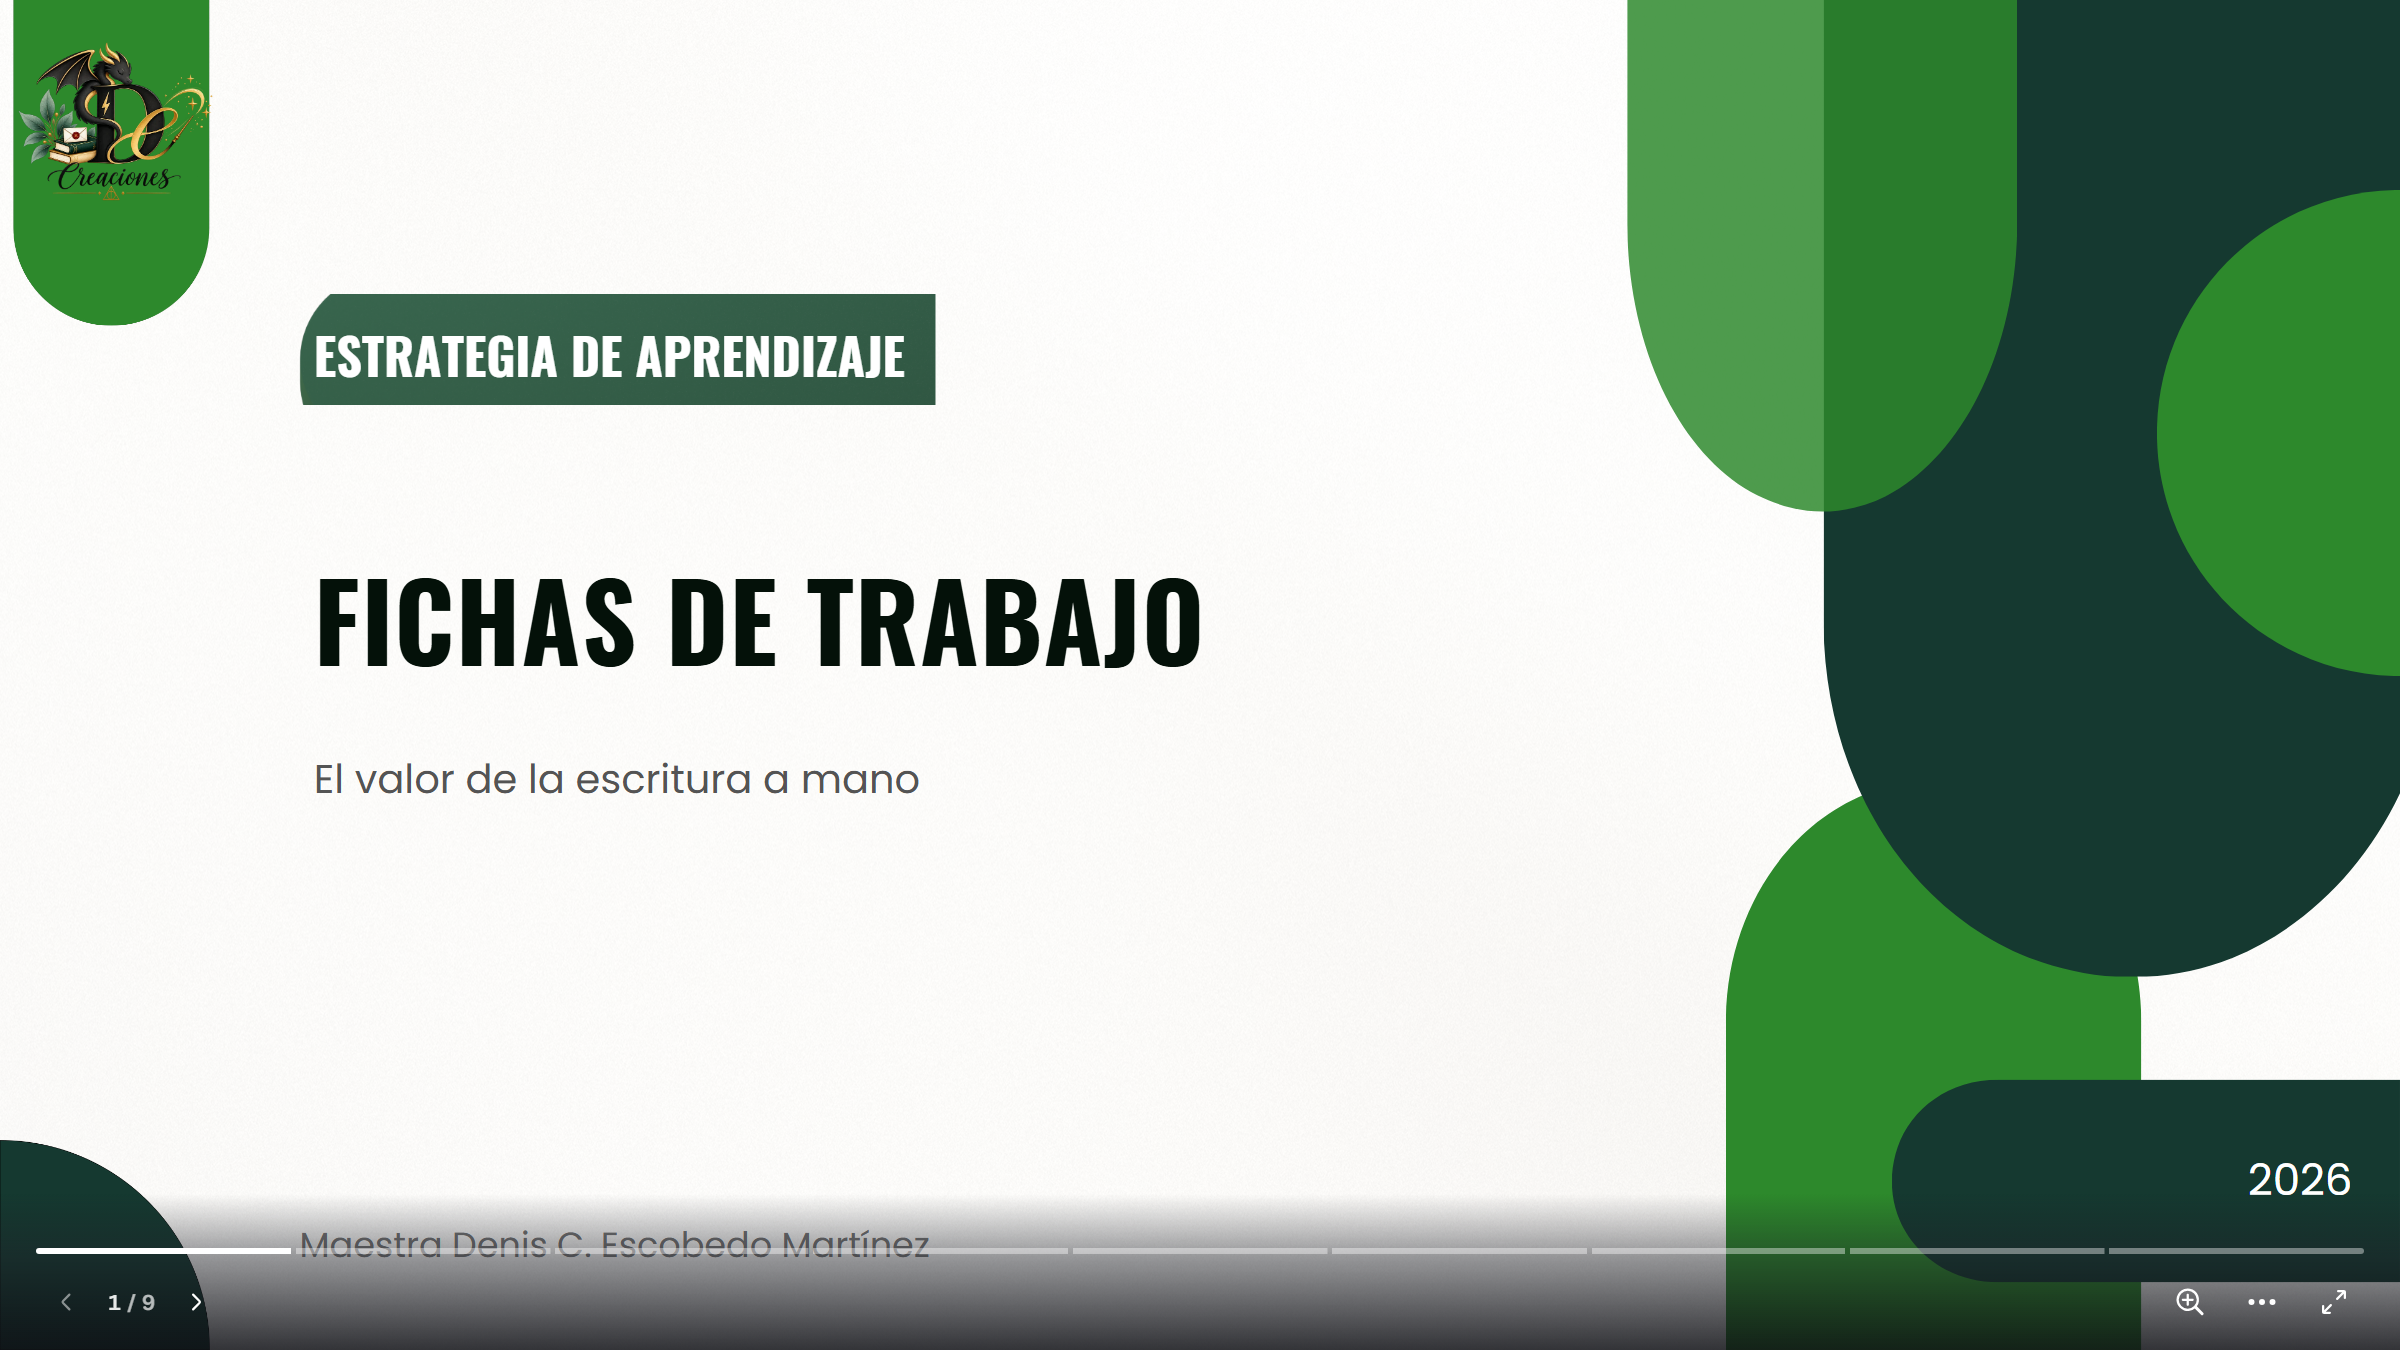 De
Creaciones
ESTRATEGIA DE APRENDIZAJE
FICHAS DE TRABAJO
El valor de la escritura a mano
2026
Maestra Denis C. Escobedo Martínez
1 / 9